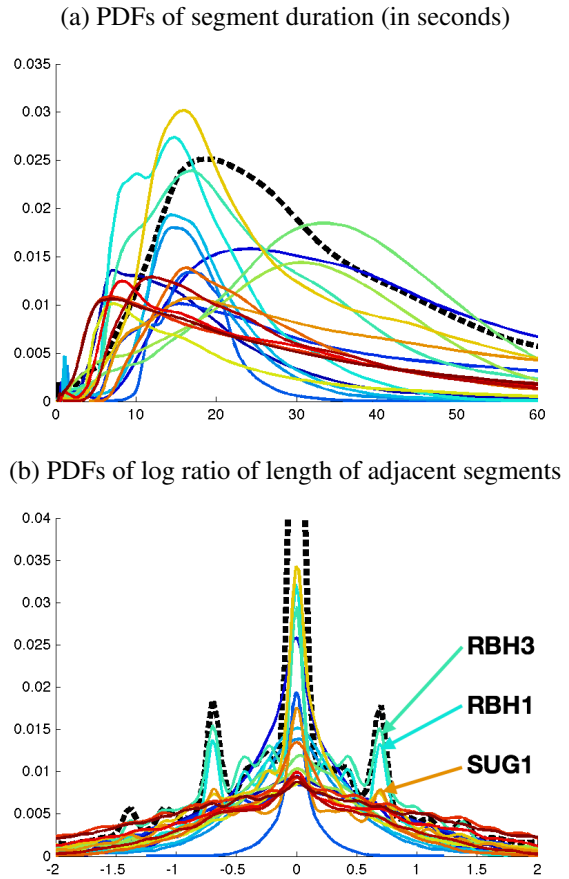 (a) PDFs of segment duration (in seconds)
0.035
0.03
0.025
0.02
0.015
0.01
0.005
0
0 10 20 30 40 50 60
(b) PDFs of log ratio of length of adjacent segments
0.04
0.035
0.03
0.025
RBH3
0.02
RBH1
0.015
SUG1
0.01
0.005
0
-2 -1.5 -1 -0.5 0 0.5 1 1.5 2